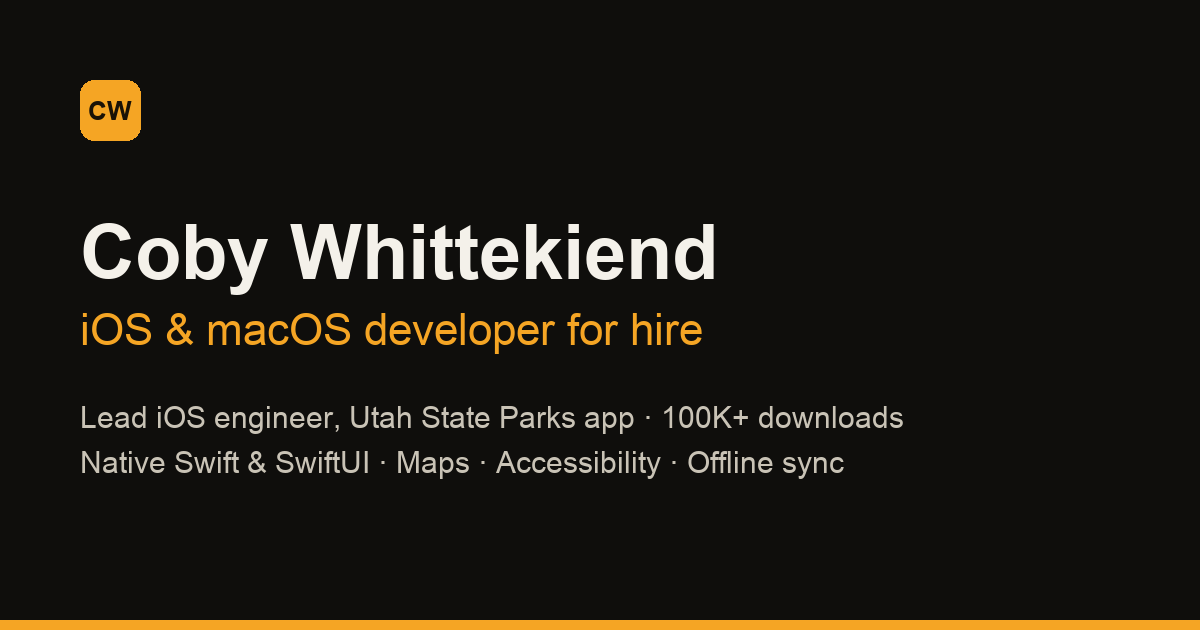 CW
Coby Whittekiend
iOS & macOS developer for hire
Lead iOS engineer, Utah State Parks app · 100K+ downloads
Native Swift & SwiftUI · Maps · Accessibility · Offline sync